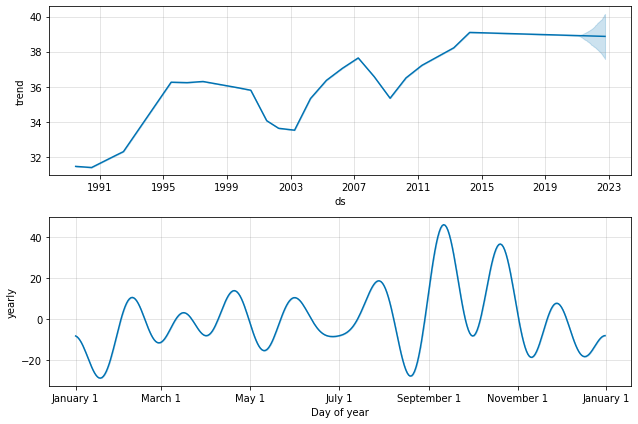 40
38
36
34
32
trend
1991
1995
1999
2003
2007
2011
2015
2019
2023
ds
40
20
0
−20
yearly
January 1
March 1
May 1
July 1
September 1
November 1
January 1
Day of year